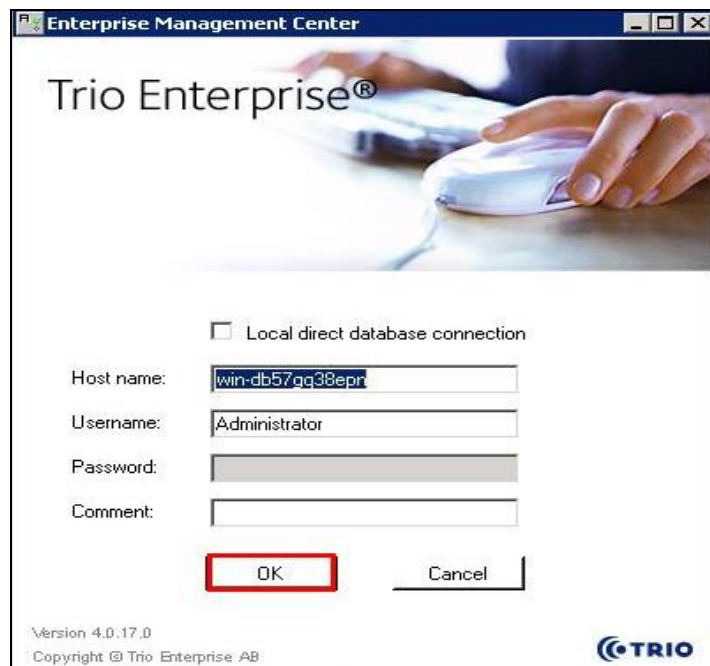 Enterprise Management Center
Trio Enterprise®
Local direct database connection
Host name: win-db57gq38epn
Username: Administrator
Password:
Comment:
OK Cancel
Version 4.0.17.0
Copyright © Trio Enterprise AB
TRIO